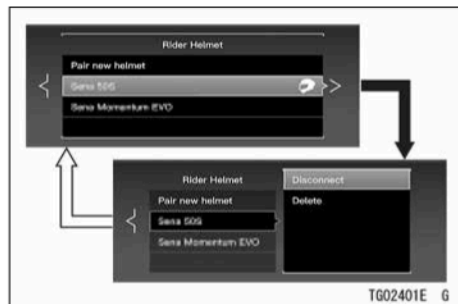 Rider Helmet
Pair new helmet
Sena 50S
Sena Momentum EVO
Rider Helmet
Pair new helmet
Sena 50S
Sena Momentum EVO
Disconnect
Delete
TG02401E G